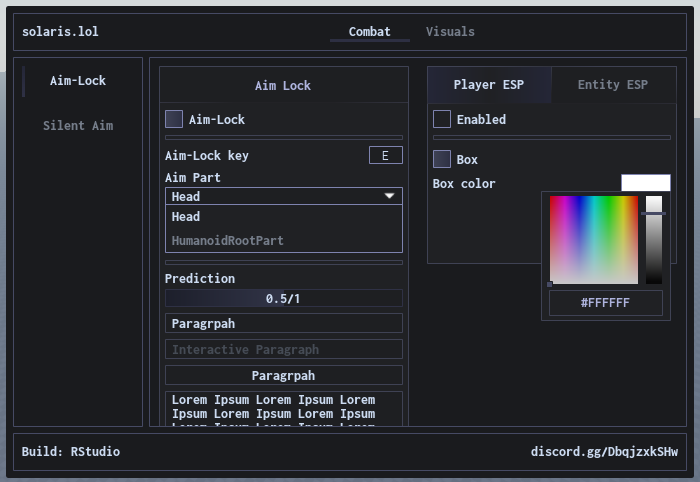 solaris.lol
Combat
Visuals
Aim-Lock
Silent Aim
Aim Lock
Aim-Lock
Aim-Lock key
E
Aim Part
Head
Head
HumanoidRootPart
Prediction
0.5/1
Paragrpah
Interactive Paragraph
Paragrpah
Lorem Ipsum Lorem Ipsum Lorem
Ipsum Lorem Ipsum Lorem Ipsum
Player ESP
Entity ESP
Enabled
Box
Box color
#FFFFFF
Build: RStudio
discord.gg/DbqjzxkSHw